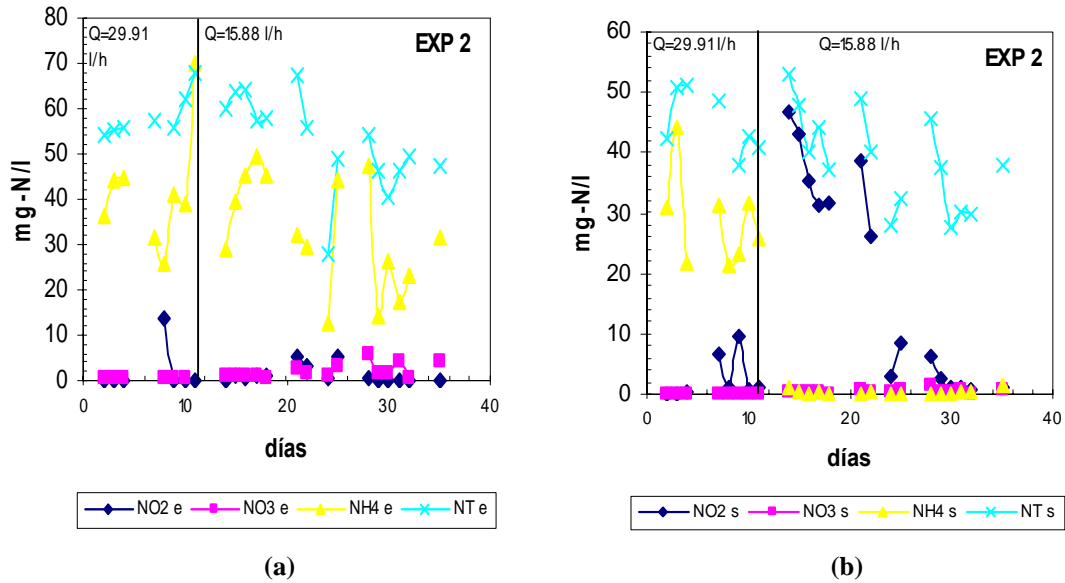 80
Q=29.91
l/h
Q=15.88 l/h
EXP 2
70
60
50
40
30
20
10
0
mg-N/l
0
10
20
30
40
días
NO2 e
NO3 e
NH4 e
NT e
(a)
60
Q=29.91 l/h
Q=15.88 l/h
EXP 2
50
40
30
20
10
0
mg-N/l
0
10
20
30
40
días
NO2 s
NO3 s
NH4 s
NT s
(b)